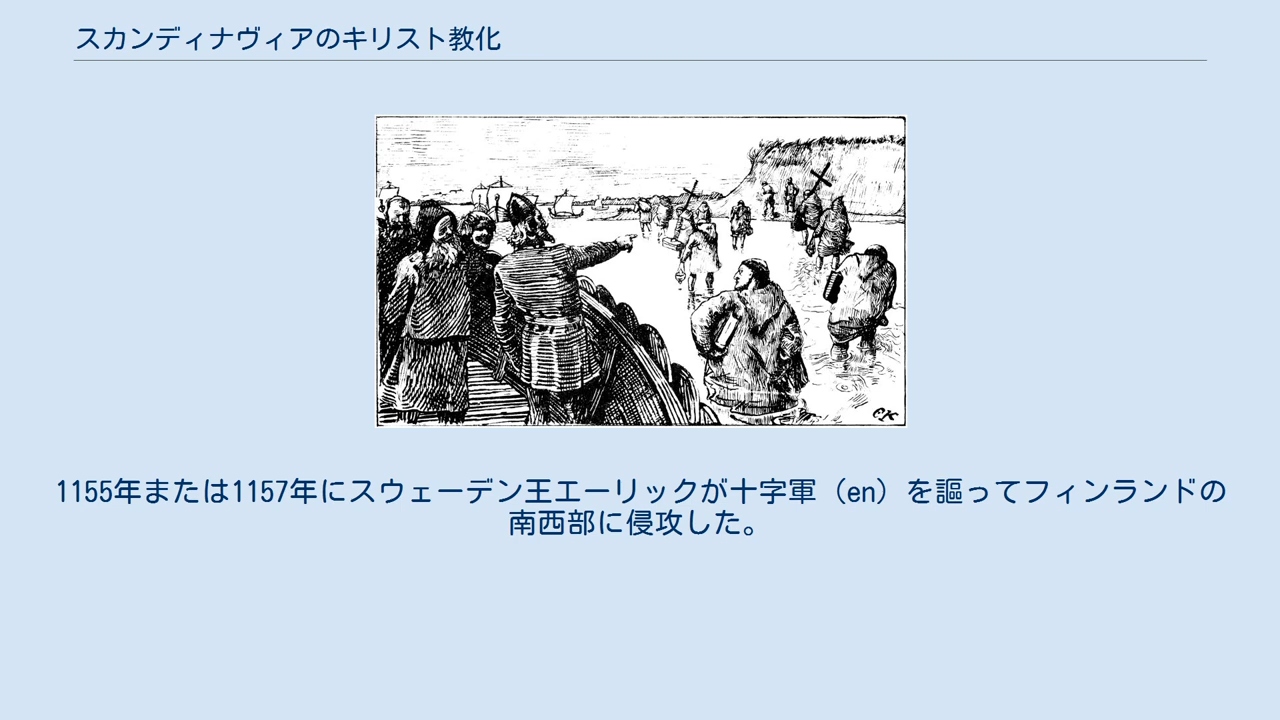 スカンディナヴィアのキリスト教化
EK
1155年または1157年にスウェーデン王エーリックが十字軍（en）を謳ってフィンランドの
南西部に侵攻した。